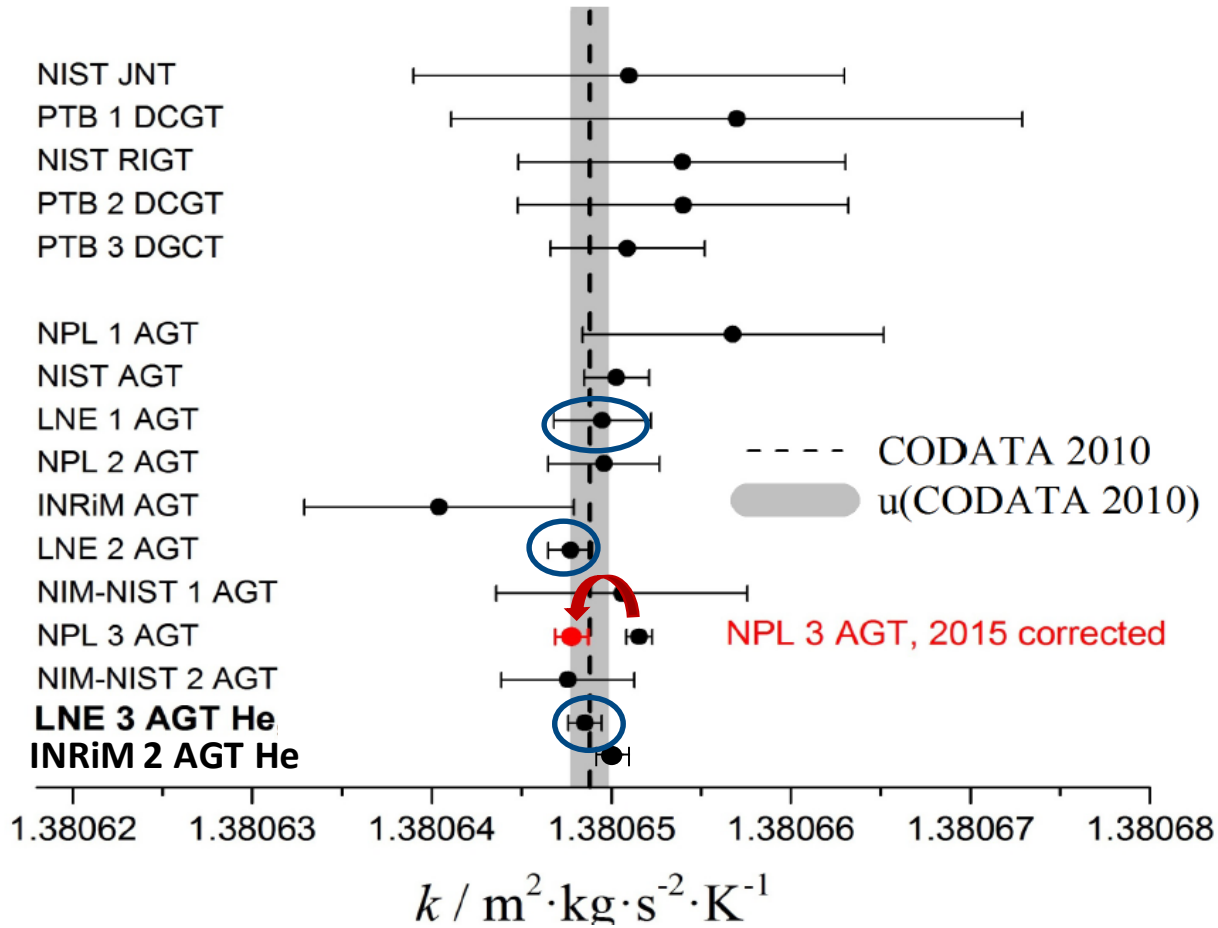 NIST JNT
PTB 1 DCGT
NIST RIGT
PTB 2 DCGT
PTB 3 DGCT
NPL 1 AGT
NIST AGT
LNE 1 AGT
NPL 2 AGT
INRiM AGT
LNE 2 AGT
NIM-NIST 1 AGT
NPL 3 AGT
NIM-NIST 2 AGT
LNE 3 AGT He
INRiM 2 AGT He
CODATA 2010
u(CODATA 2010)
NPL 3 AGT, 2015 corrected
1.38062 1.38063 1.38064 1.38065 1.38066 1.38067 1.38068
k / m²·kg·s⁻²·K⁻¹